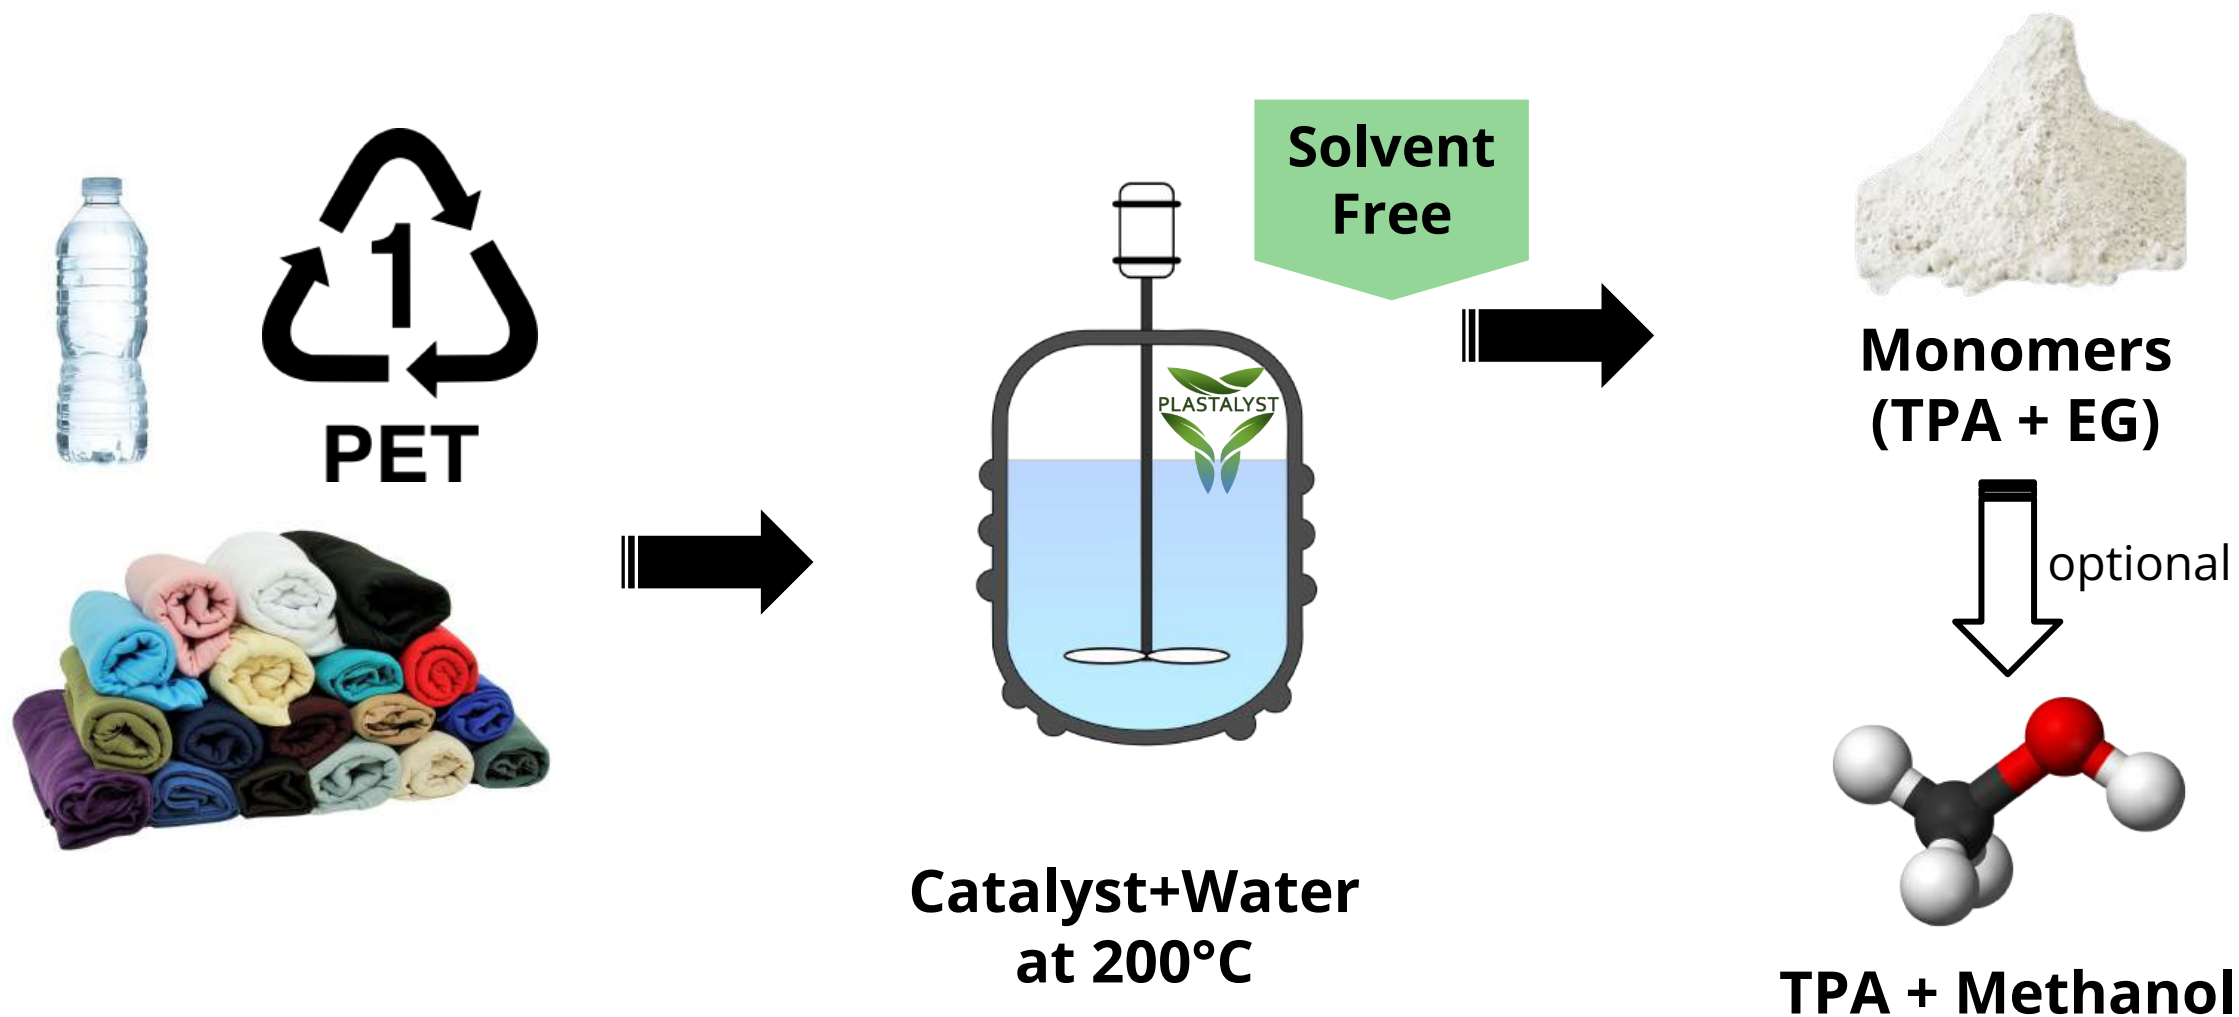 1
PET
Solvent
Free
PLASTALYST
Catalyst+Water
at 200°C
Monomers
(TPA + EG)
optional
TPA + Methanol